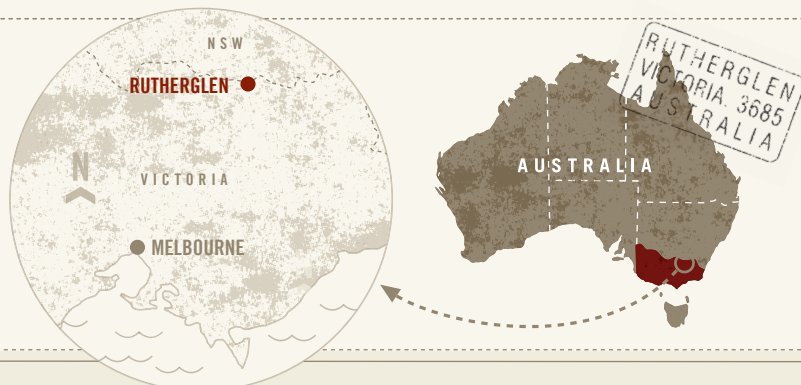 NSW
RUTHERGLEN
N
VICTORIA
MELBOURNE
AUSTRALIA
RUTHERGLEN
VICTORIA. 3685
AUSTRALIA